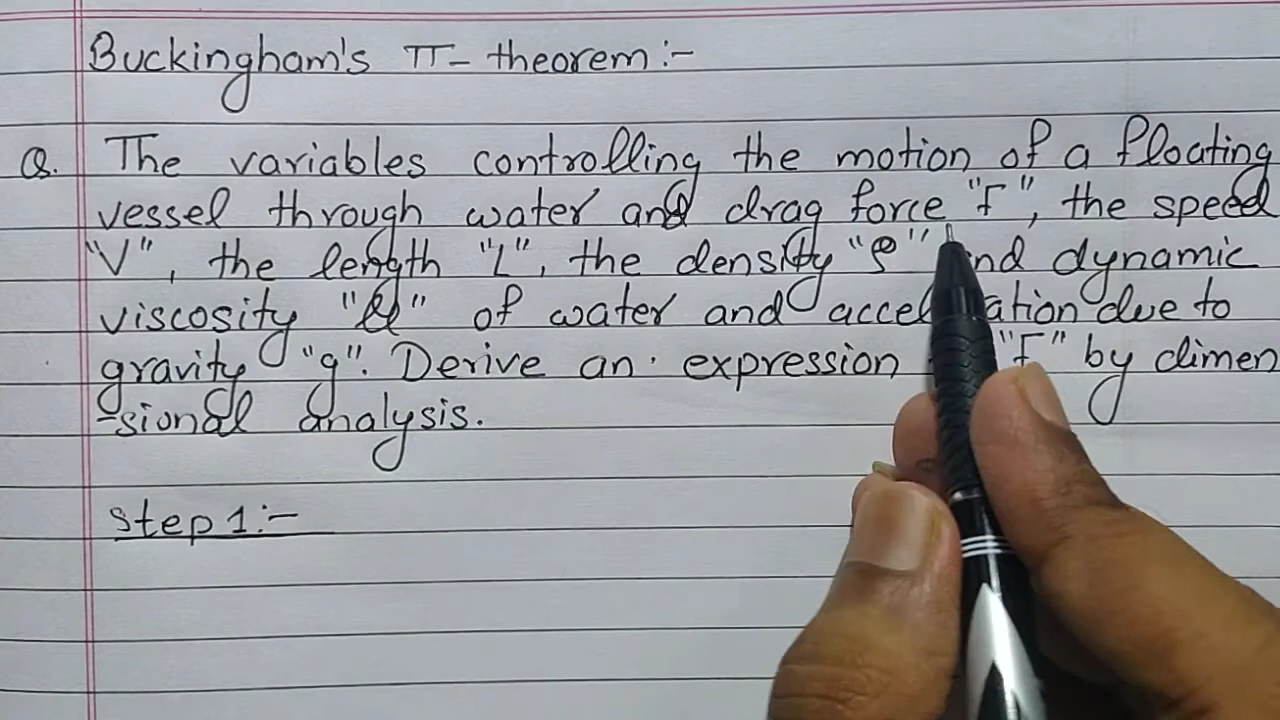 Buckingham's π- theorem:-
Q. The variables controlling the motion of a floating
vessel through water and drag force "F", the speed
"V", the length "L", the density "ρ" and dynamic
viscosity "μ" of water and accel ation due to
gravity "g". Derive an expression "F" by dimen
-sional analysis.
Step 1:-